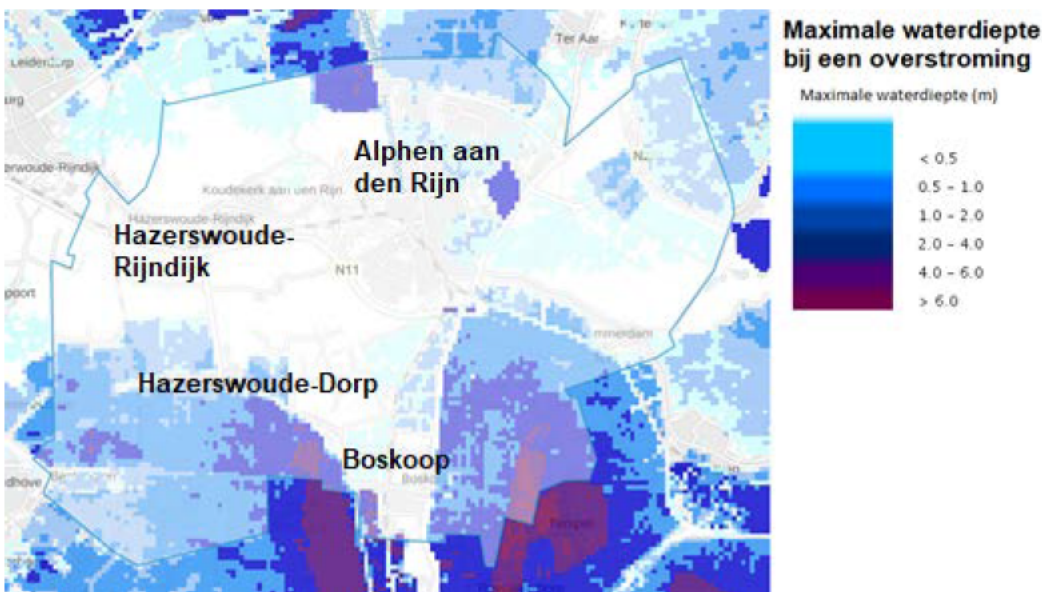 Maximale waterdiepte
bij een overstroming
Maximale waterdiepte (m)
< 0.5
0.5 - 1.0
1.0 - 2.0
2.0 - 4.0
4.0 - 6.0
> 6.0
Ter Aar
Alphen aan
den Rijn
Koudekerk aan den Rijn
Hazerswoude-Rijndijk
Hazerswoude-
Rijndijk
N11
Hazerswoude-Dorp
Boskoop